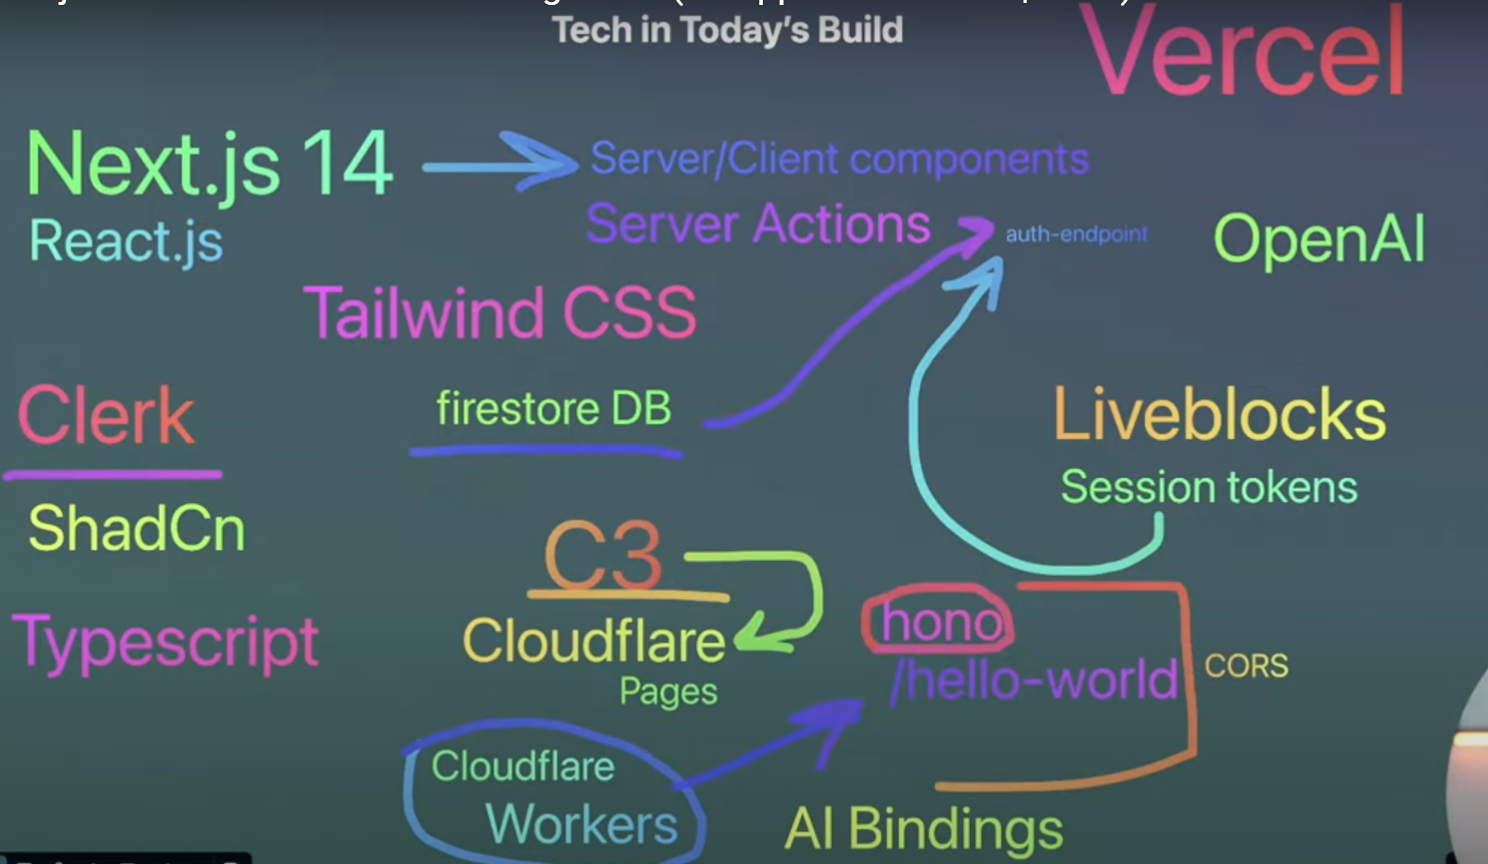 Tech in Today's Build
Vercel
Next.js 14
Server/Client components
React.js
Server Actions
auth-endpoint
OpenAI
Tailwind CSS
Clerk
firestore DB
Liveblocks
Session tokens
ShadCn
C3
Typescript
Cloudflare
Pages
hono
/hello-world
CORS
Cloudflare
Workers
AI Bindings